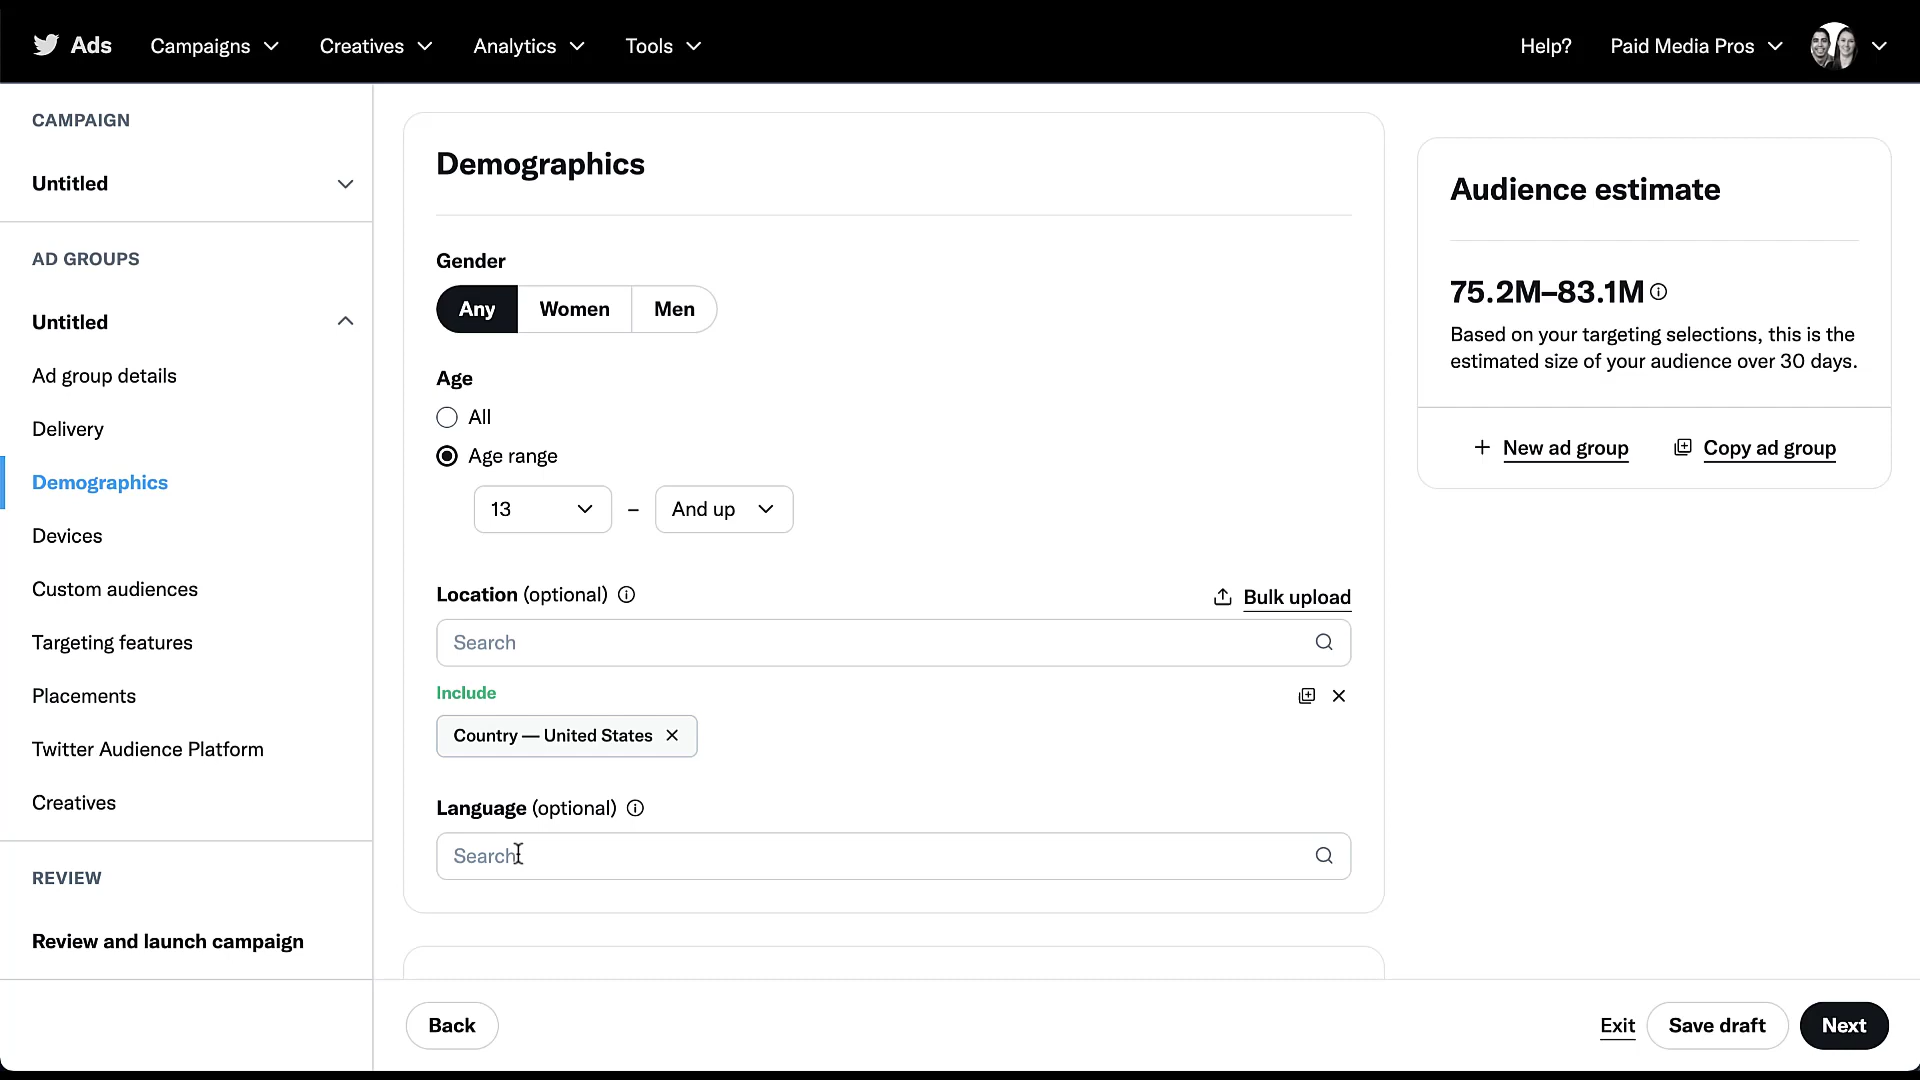 Ads
Campaigns
Creatives
Analytics
Tools
Help?
Paid Media Pros
CAMPAIGN
Untitled
AD GROUPS
Untitled
Ad group details
Delivery
Demographics
Devices
Custom audiences
Targeting features
Placements
Twitter Audience Platform
Creatives
REVIEW
Review and launch campaign
Demographics
Gender
Any
Women
Men
Age
All
Age range
13
–
And up
Location (optional)
Bulk upload
Search
Include
Country — United States
Language (optional)
Search
Audience estimate
75.2M–83.1M
Based on your targeting selections, this is the
estimated size of your audience over 30 days.
New ad group
Copy ad group
Back
Exit
Save draft
Next